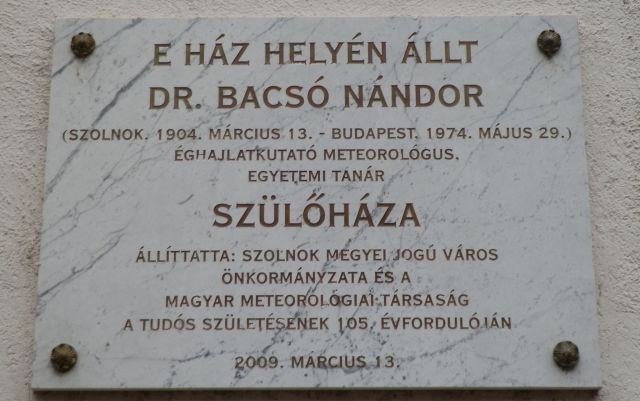 E HÁZ HELYÉN ÁLLT
DR. BACSÓ NÁNDOR
(SZOLNOK, 1904. MÁRCIUS 13. - BUDAPEST, 1974. MÁJUS 29.)
ÉGHAJLATKUTATÓ METEOROLÓGUS,
EGYETEMI TANÁR
SZÜLŐHÁZA
ÁLLÍTTATTA: SZOLNOK MEGYEI JOGÚ VÁROS
ÖNKORMÁNYZATA ÉS A
MAGYAR METEOROLÓGIAI TÁRSASÁG
A TUDÓS SZÜLETÉSENEK 105. ÉVFORDULÓJÁN
2009. MÁRCIUS 13.